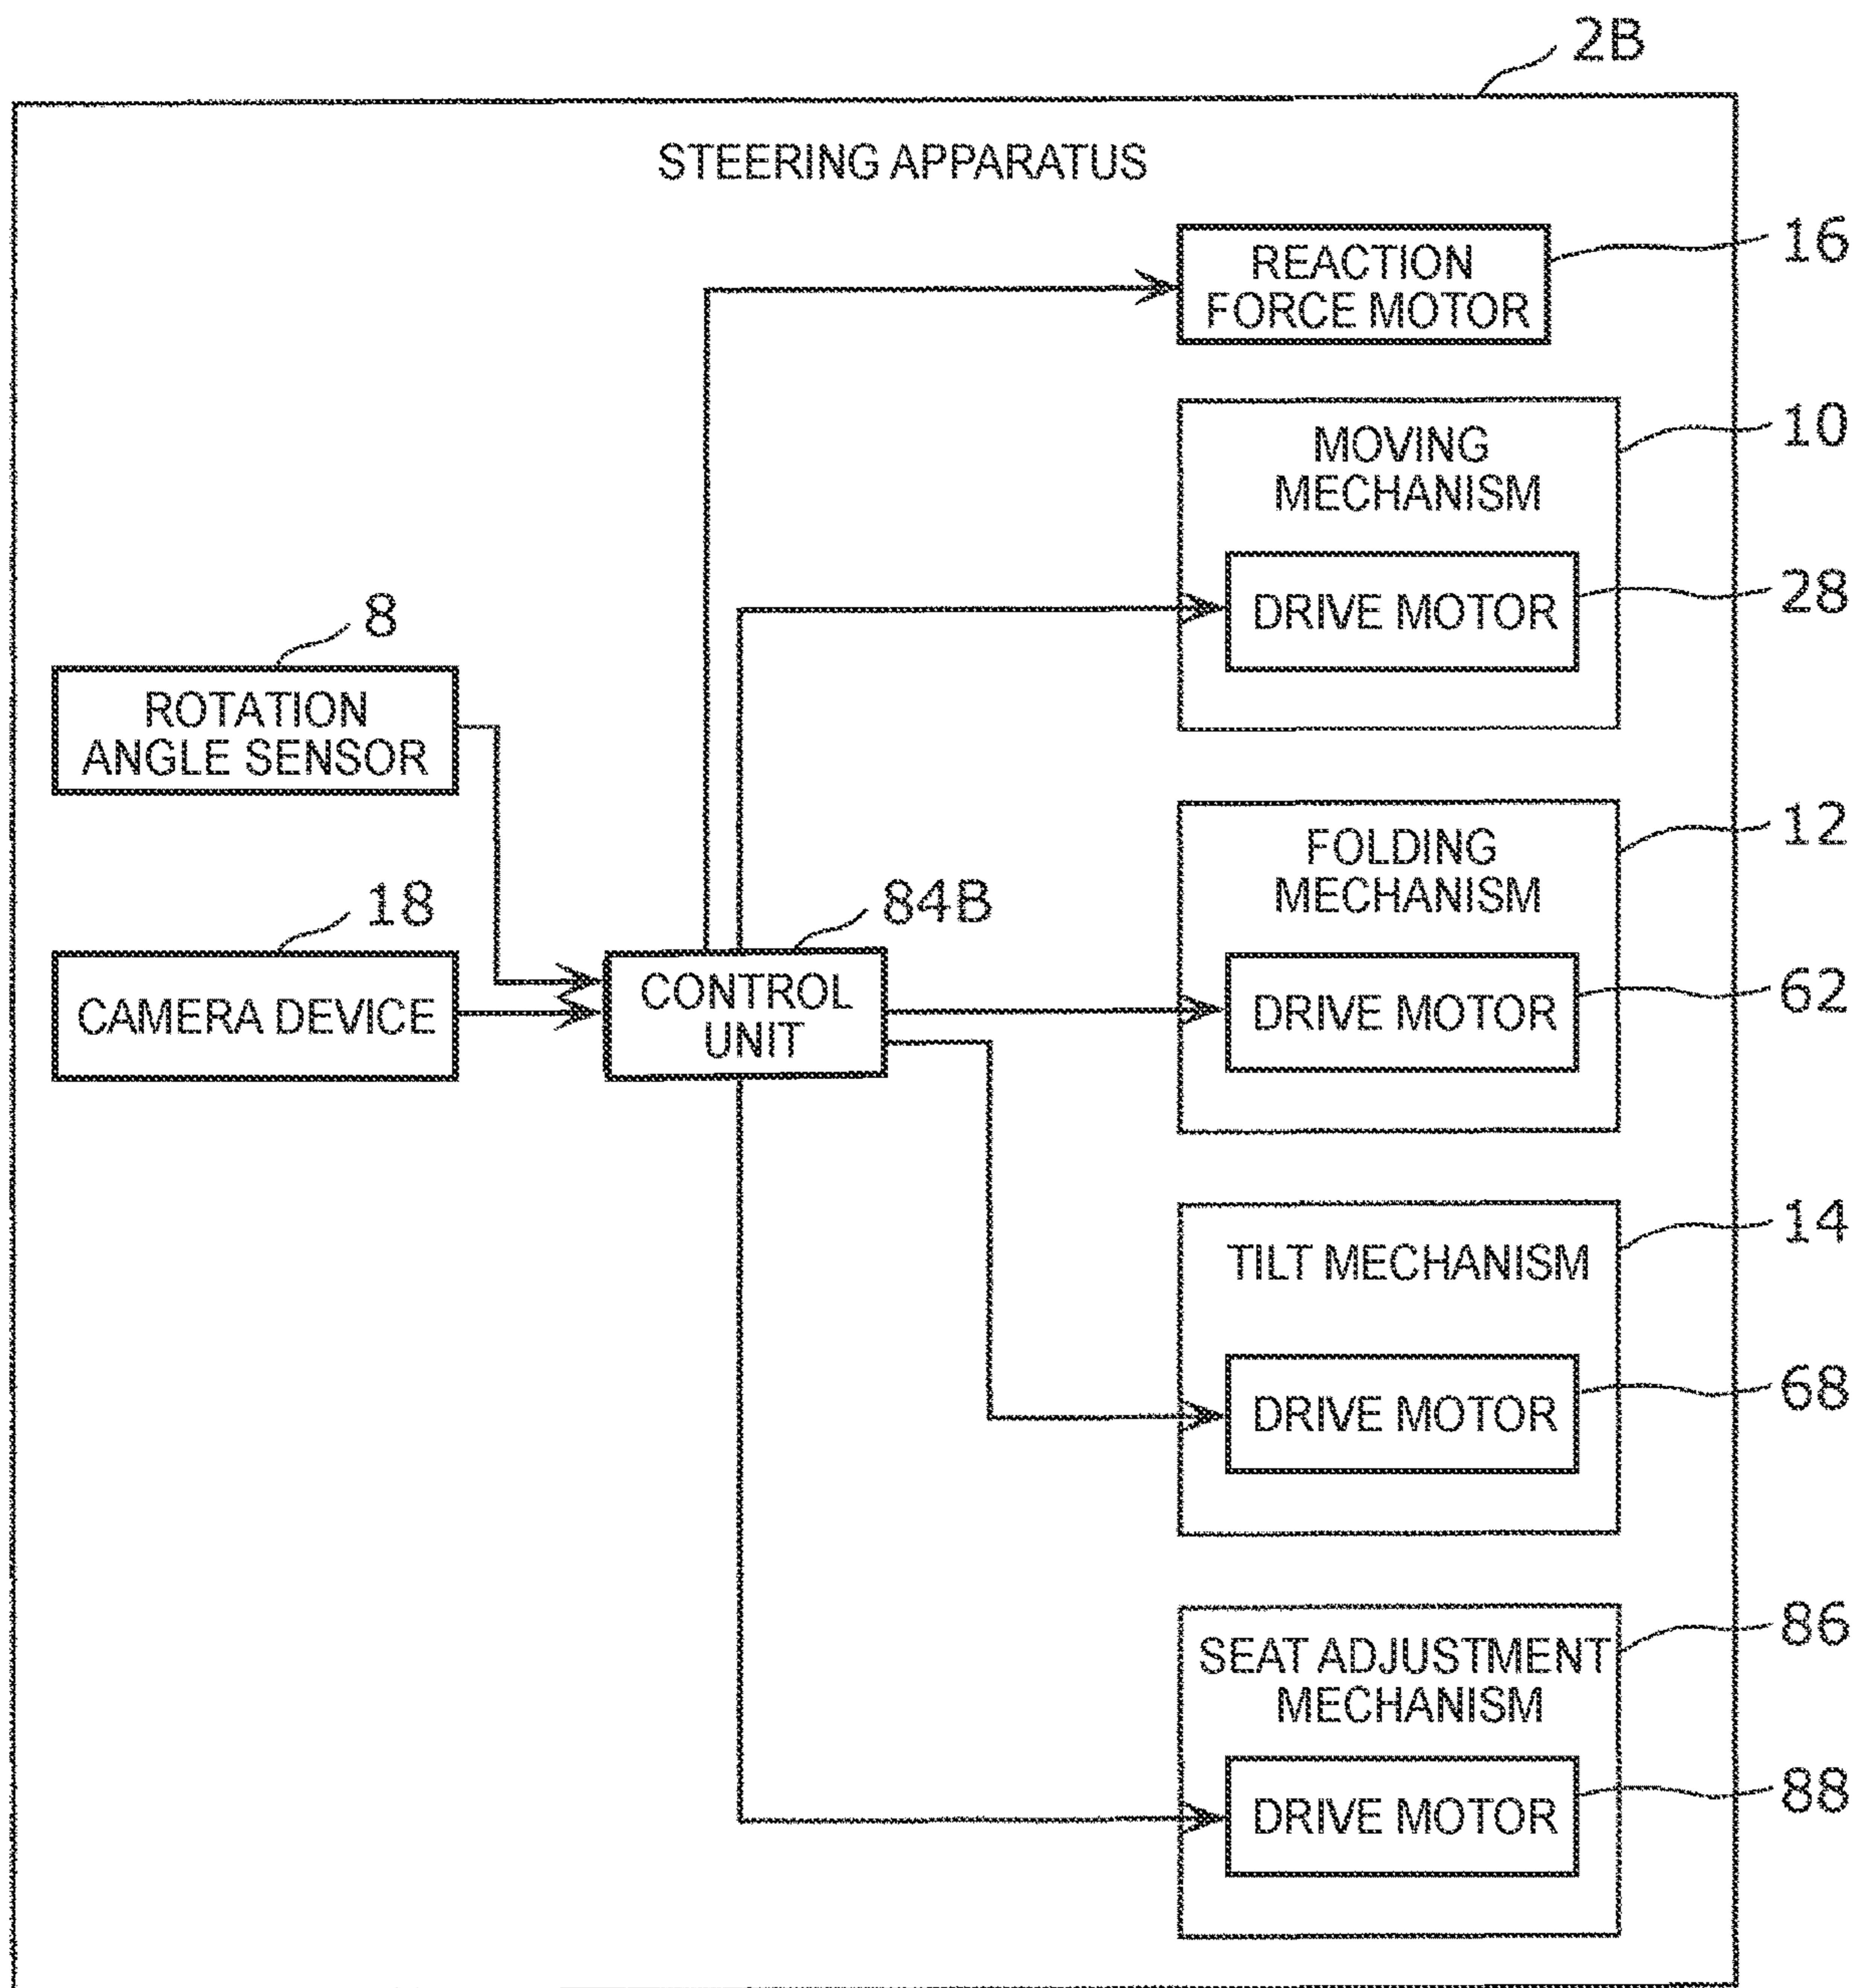 2B
STEERING APPARATUS
16
REACTION
FORCE MOTOR
10
MOVING
MECHANISM
28
DRIVE MOTOR
8
ROTATION
ANGLE SENSOR
12
FOLDING
MECHANISM
18
84B
62
CAMERA DEVICE
CONTROL
UNIT
DRIVE MOTOR
14
TILT MECHANISM
68
DRIVE MOTOR
86
SEAT ADJUSTMENT
MECHANISM
88
DRIVE MOTOR